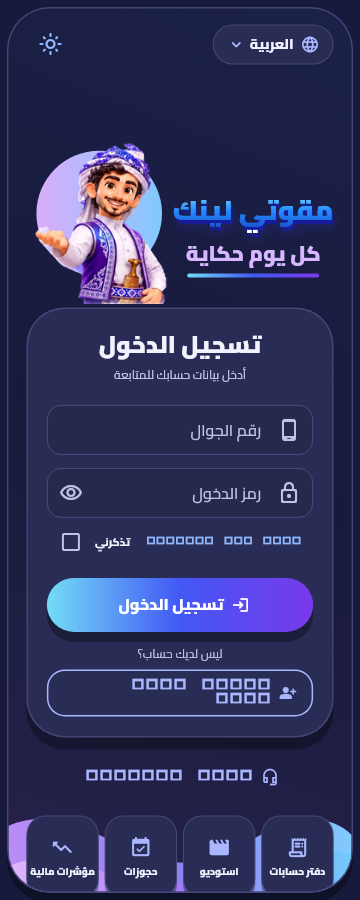 العربية
مقوتي لينك
كل يوم حكاية
تسجيل الدخول
أدخل بيانات حسابك للمتابعة
رقم الجوال
رمز الدخول
تذكرني
تسجيل الدخول
ليس لديك حساب؟
دفتر حسابات
استوديو
حجوزات
مؤشرات مالية